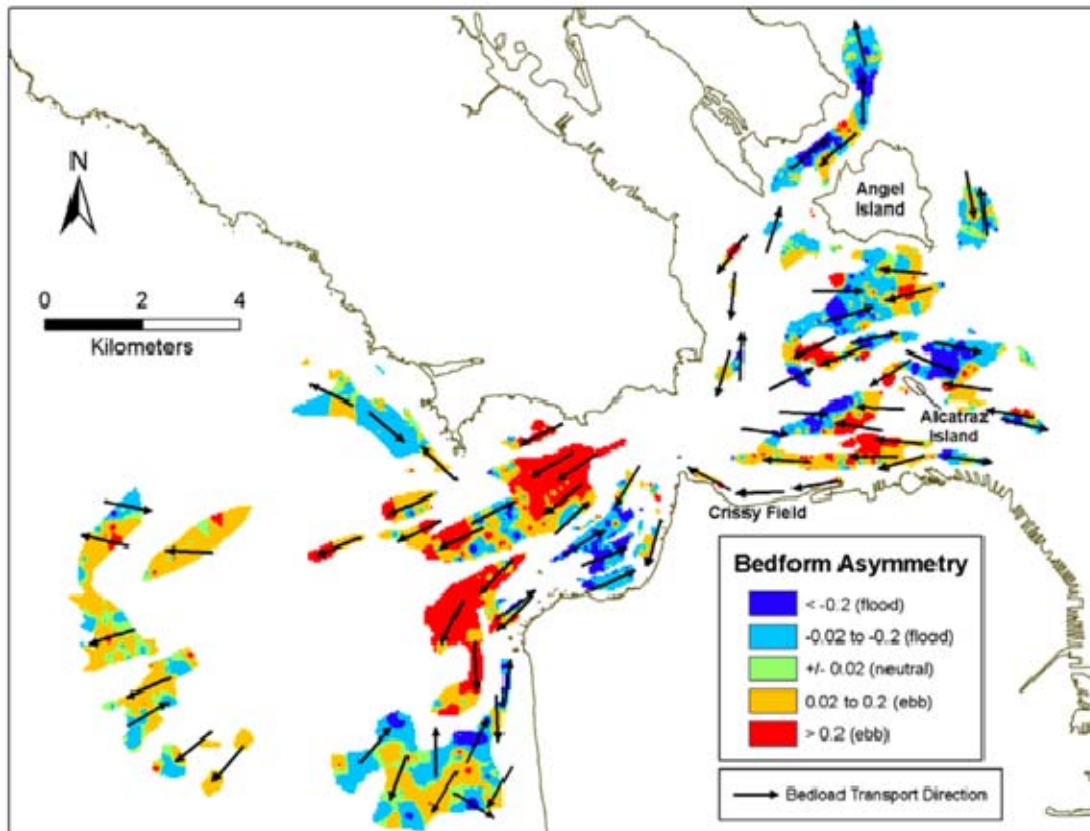 N
0 2 4
Kilometers
Angel
Island
Alcatraz
Island
Crissy Field
Bedform Asymmetry
< -0.2 (flood)
-0.02 to -0.2 (flood)
+/- 0.02 (neutral)
0.02 to 0.2 (ebb)
> 0.2 (ebb)
Bedload Transport Direction